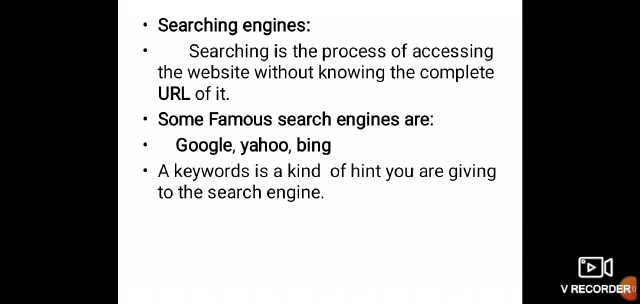 • Searching engines:
• Searching is the process of accessing
the website without knowing the complete
URL of it.
• Some Famous search engines are:
• Google, yahoo, bing
• A keywords is a kind of hint you are giving
to the search engine.
V RECORDER